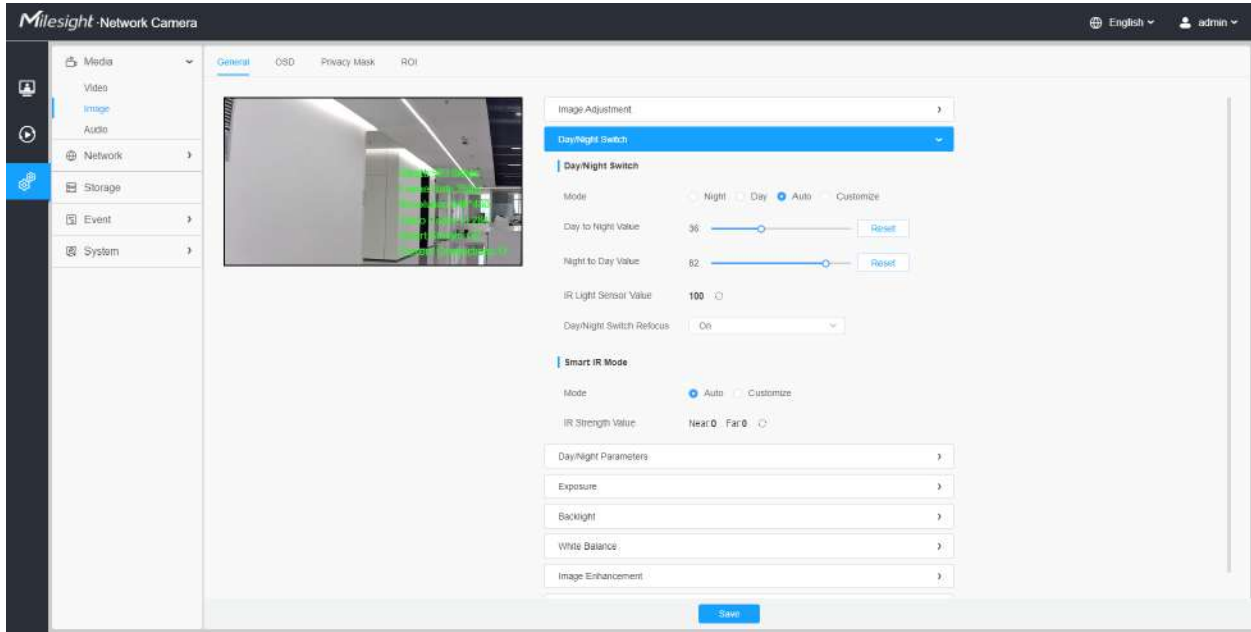 Milesight · Network Camera
English
admin
Media
Video
Image
Audio
Network
Storage
Event
System
General OSD Privacy Mask ROI
Image Adjustment
Day/Night Switch
Day/Night Switch
Mode Night Day Auto Customize
Day to Night Value 36 Reset
Night to Day Value 82 Reset
IR Light Sensor Value 100
Day/Night Switch Refocus On
Smart IR Mode
Mode Auto Customize
IR Strength Value Near:0 Far:0
Day/Night Parameters
Exposure
Backlight
White Balance
Image Enhancement
Save